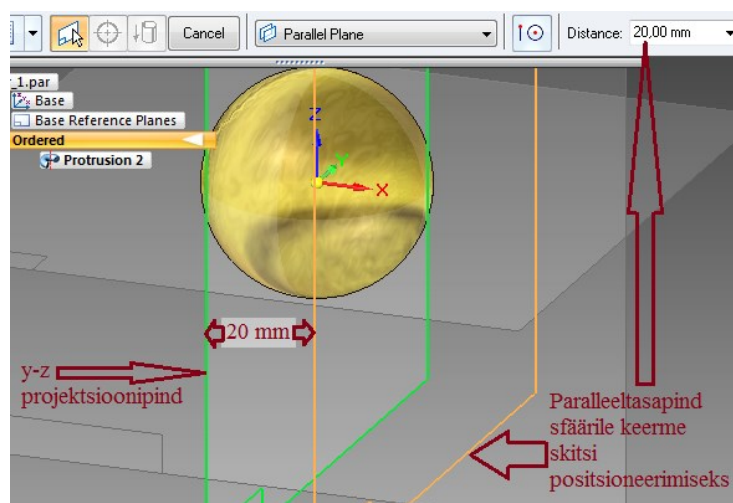 Cancel
Parallel Plane
Distance: 20,00 mm
_1.par
Base
Base Reference Planes
Ordered
Protrusion 2
Z
Y
X
20 mm
y-z
projektsioonipind
Paralleeltasapind
sfäärile keerme
skitsi
positsioneerimiseks